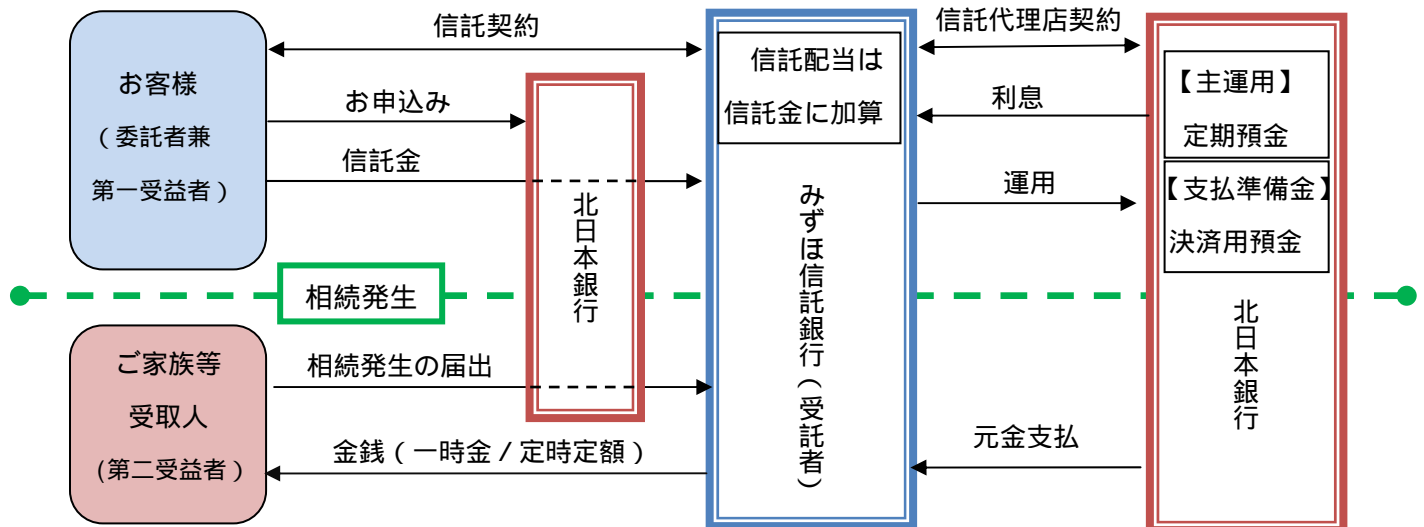 お客様
（委託者兼
第一受益者）
信託契約
お申込み
信託金
北日本銀行
信託配当は
信託金に加算
みずほ信託銀行（受託者）
信託代理店契約
利息
運用
【主運用】
定期預金
【支払準備金】
決済用預金
北日本銀行
相続発生
ご家族等
受取人
(第二受益者）
相続発生の届出
金銭（一時金／定時定額）
元金支払